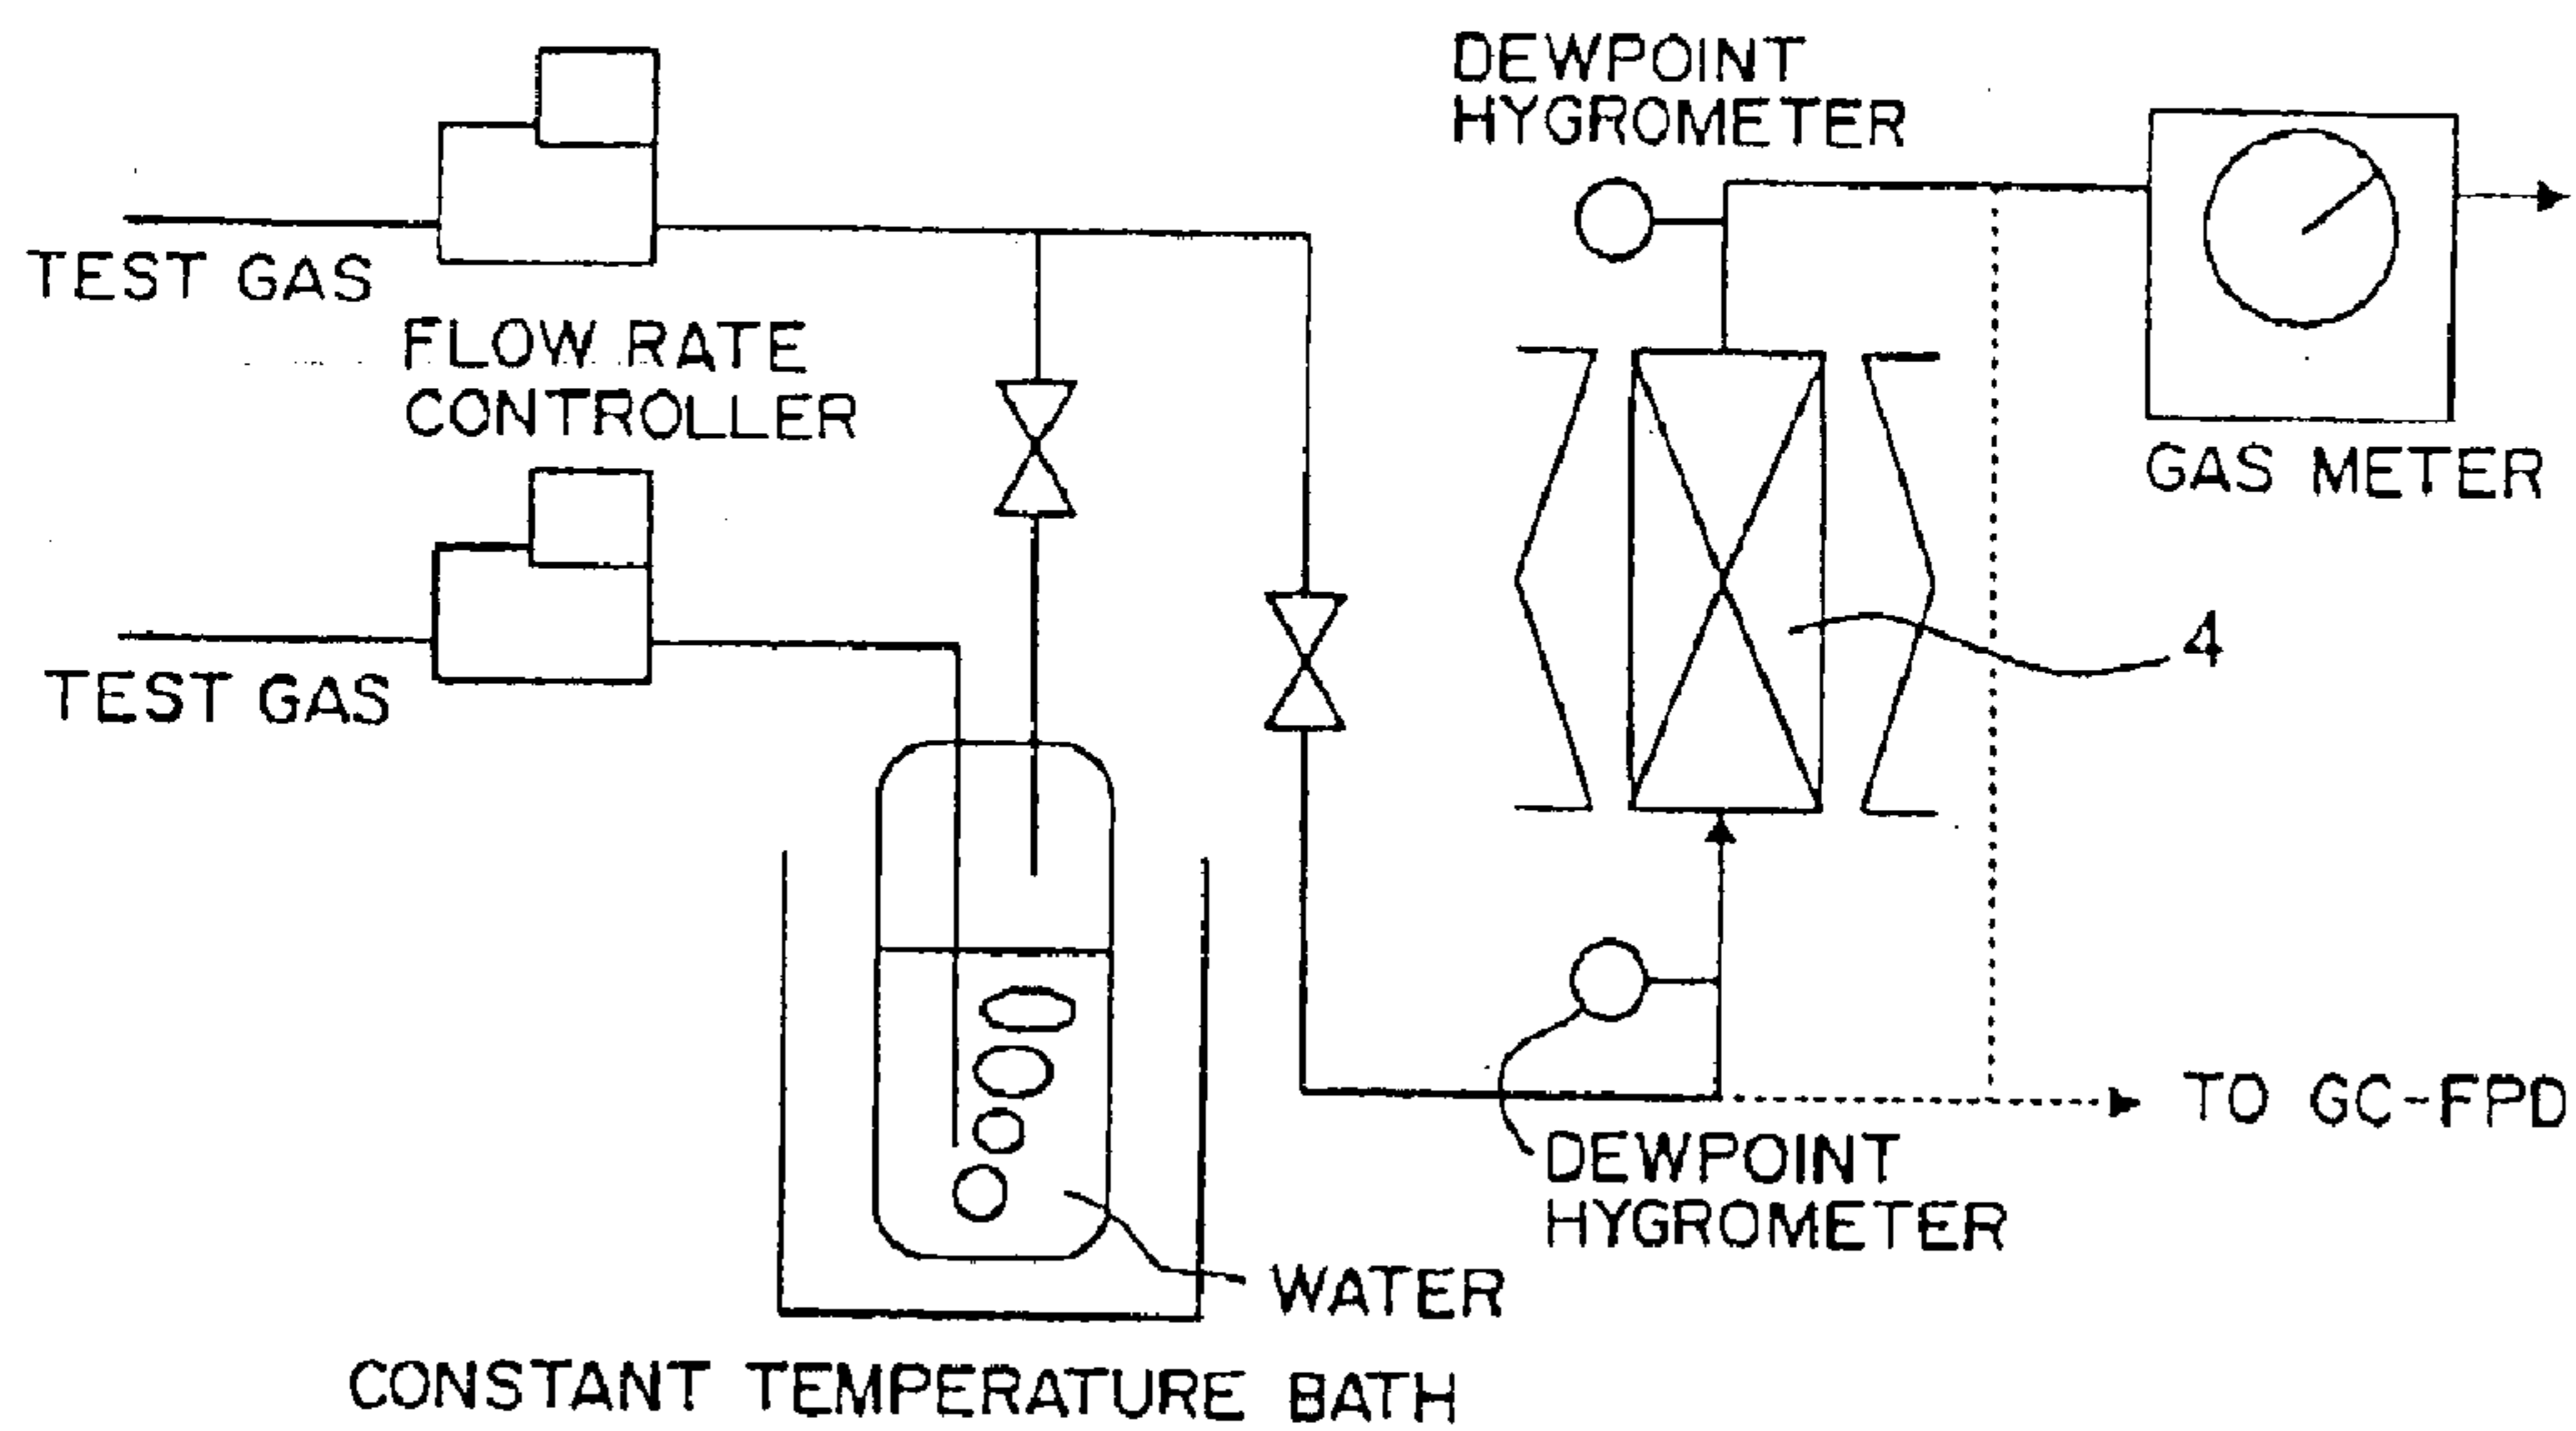 DEWPOINT
HYGROMETER
TEST GAS
FLOW RATE
CONTROLLER
GAS METER
TEST GAS
4
TO GC-FPD
DEWPOINT
HYGROMETER
WATER
CONSTANT TEMPERATURE BATH